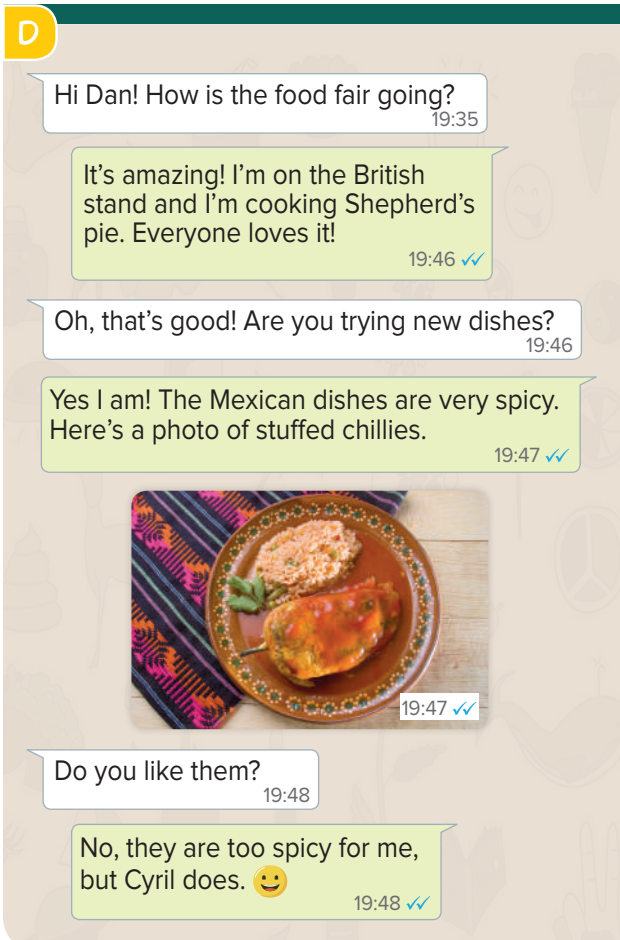 D
Hi Dan! How is the food fair going?
19:35
It's amazing! I'm on the British
stand and I'm cooking Shepherd's
pie. Everyone loves it!
19:46
Oh, that's good! Are you trying new dishes?
19:46
Yes I am! The Mexican dishes are very spicy.
Here's a photo of stuffed chillies.
19:47
19:47
Do you like them?
19:48
No, they are too spicy for me,
but Cyril does. 😀
19:48